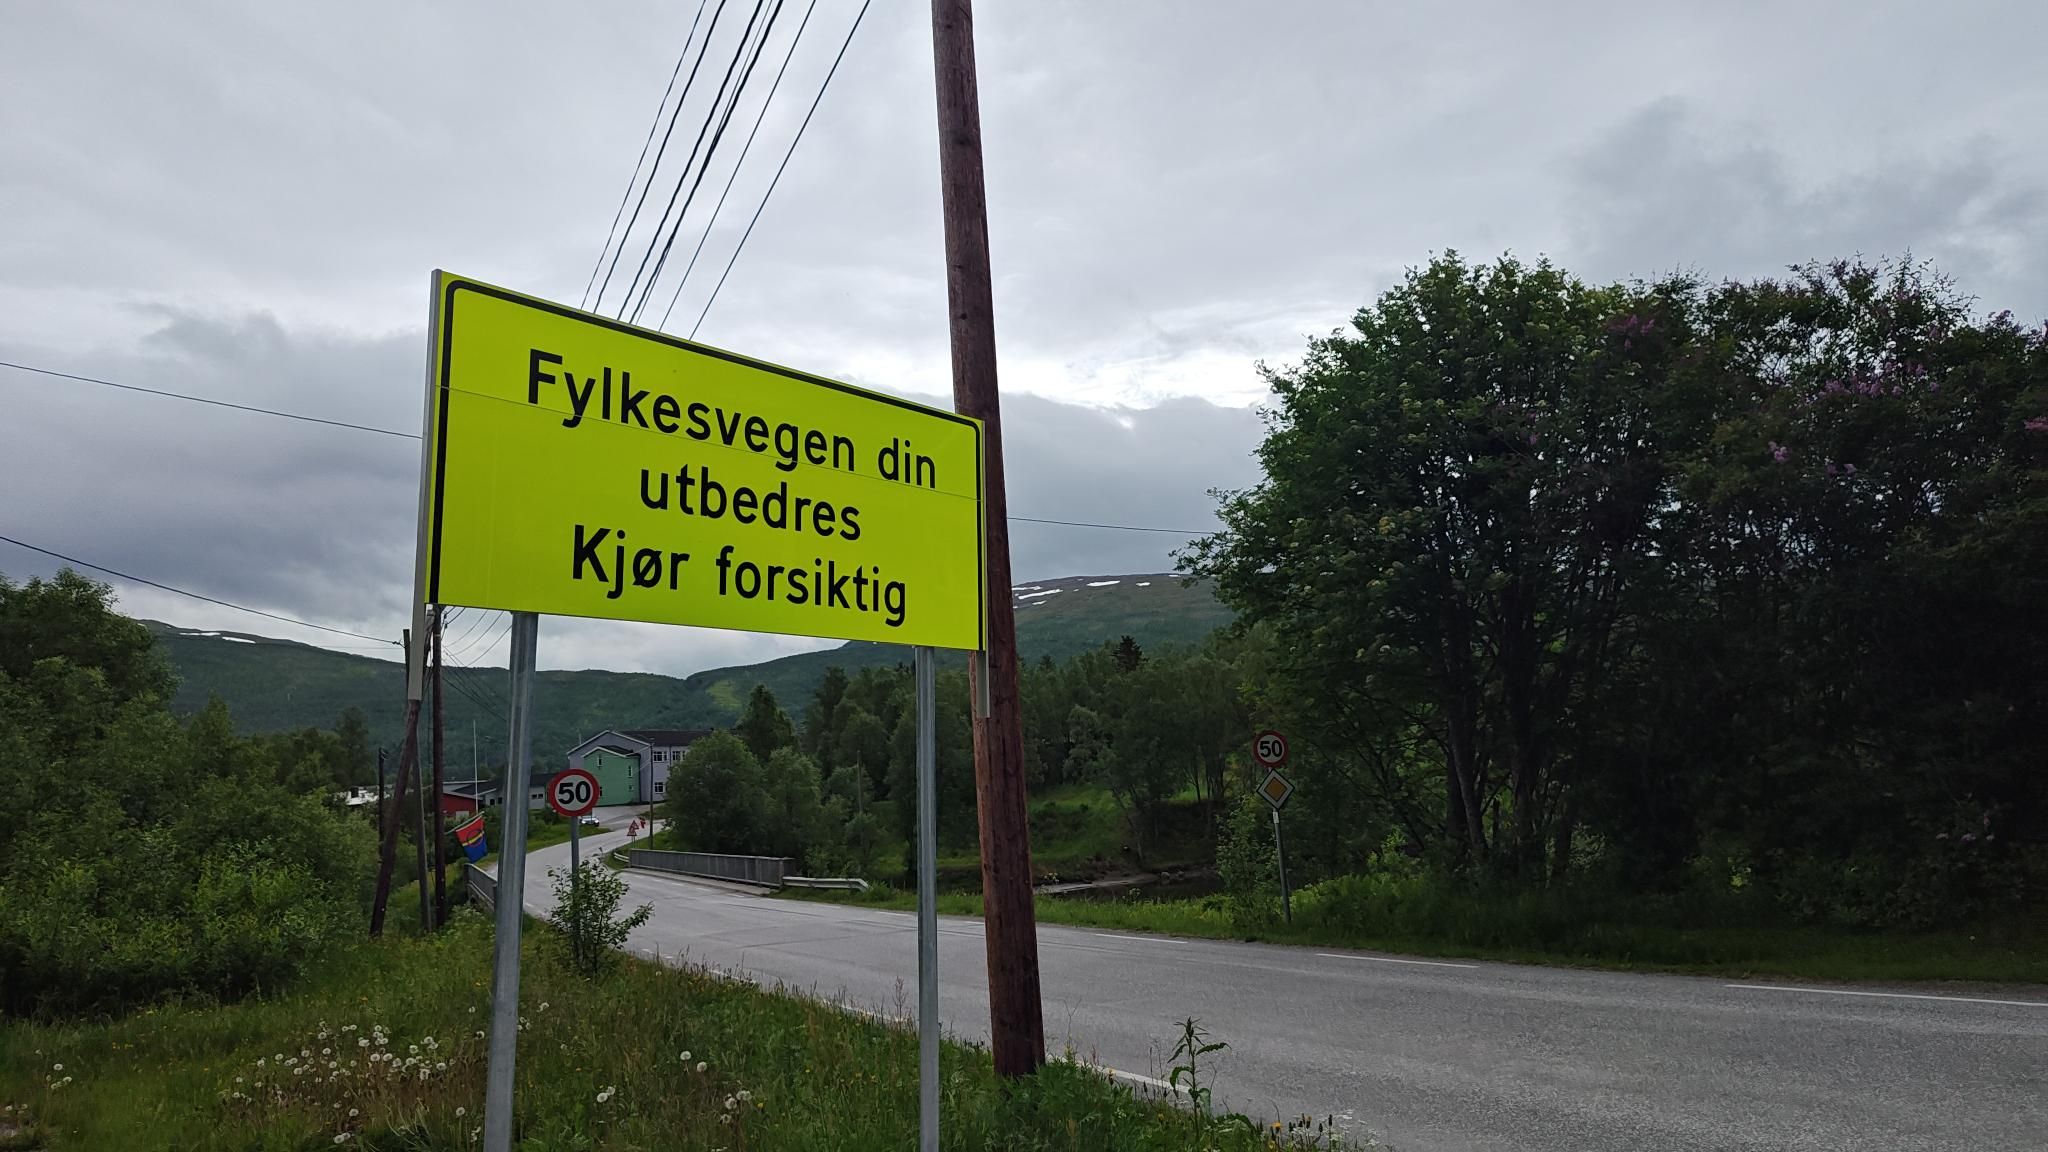 Fylkesvegen din
utbedres
Kjør forsiktig
50
50